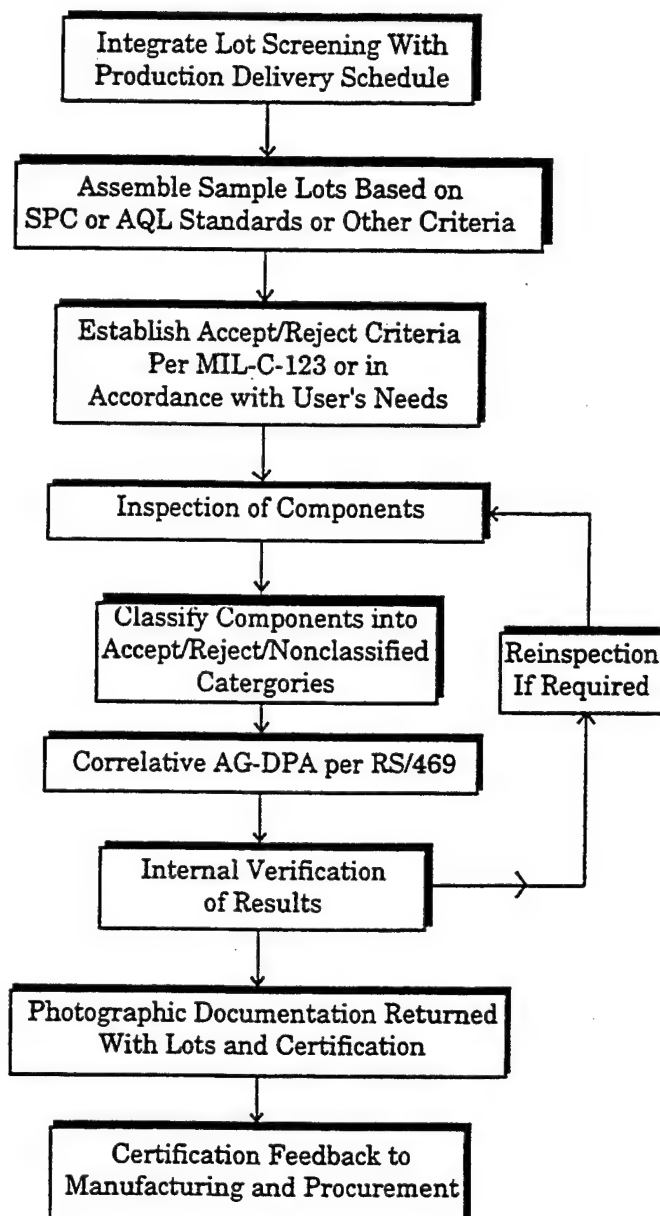 Integrate Lot Screening With
Production Delivery Schedule
Assemble Sample Lots Based on
SPC or AQL Standards or Other Criteria
Establish Accept/Reject Criteria
Per MIL-C-123 or in
Accordance with User's Needs
Inspection of Components
Classify Components into
Accept/Reject/Nonclassified
Catergories
Reinspection
If Required
Correlative AG-DPA per RS/469
Internal Verification
of Results
Photographic Documentation Returned
With Lots and Certification
Certification Feedback to
Manufacturing and Procurement